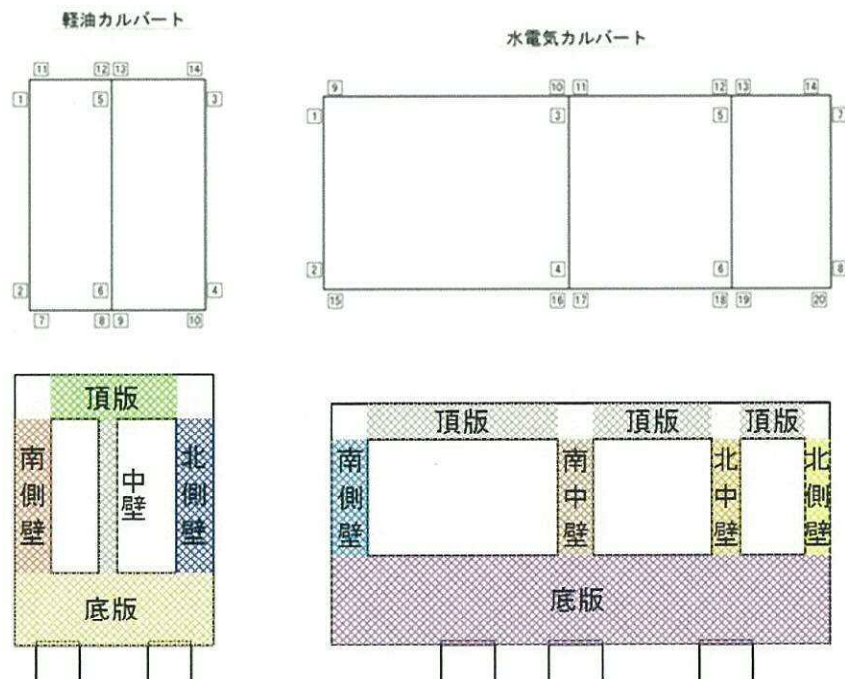 軽油カルバート
水電気カルバート
11 12 13 14
1 5 3
2 6 4
7 8 9 10
9 10 11 12 13 14
1 3 5 7
2 4 6 8
15 16 17 18 19 20
頂版
南側壁
中壁
北側壁
底版
頂版 頂版 頂版
南側壁
南中壁
北中壁
北側壁
底版